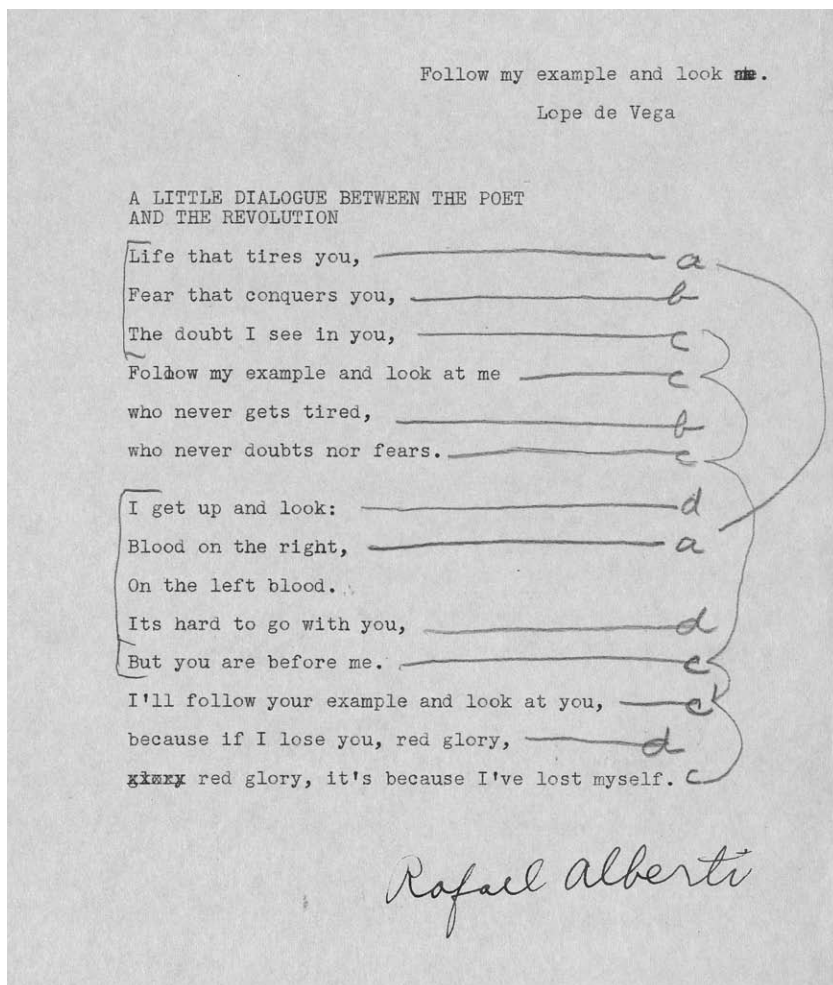 Follow my example and look me.
Lope de Vega
A LITTLE DIALOGUE BETWEEN THE POET
AND THE REVOLUTION
Life that tires you, a
Fear that conquers you, b
The doubt I see in you, c
Follow my example and look at me c
who never gets tired, b
who never doubts nor fears. c
I get up and look: d
Blood on the right, a
On the left blood.
Its hard to go with you, d
But you are before me. c
I'll follow your example and look at you, c
because if I lose you, red glory, d
glory red glory, it's because I've lost myself. c
Rafael Alberti